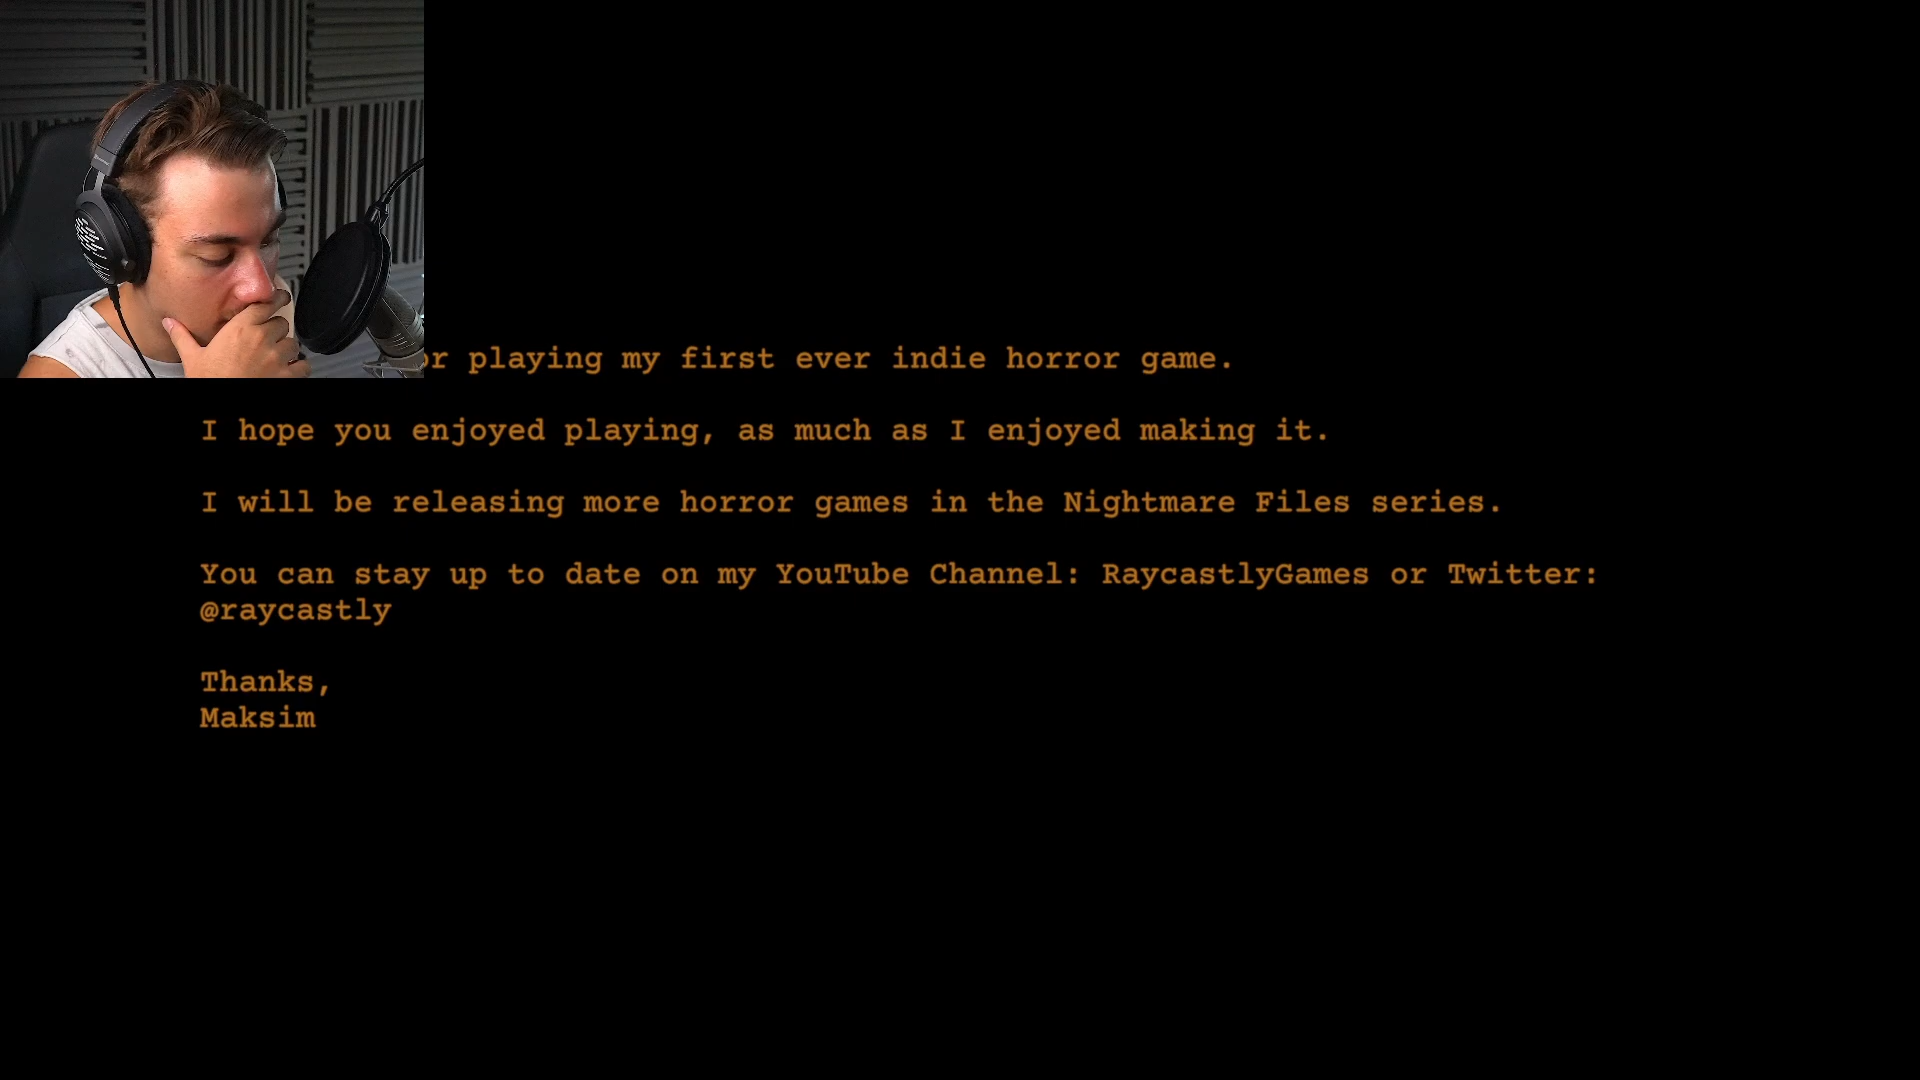 r playing my first ever indie horror game.
I hope you enjoyed playing, as much as I enjoyed making it.
I will be releasing more horror games in the Nightmare Files series.
You can stay up to date on my YouTube Channel: RaycastlyGames or Twitter:
@raycastly
Thanks,
Maksim